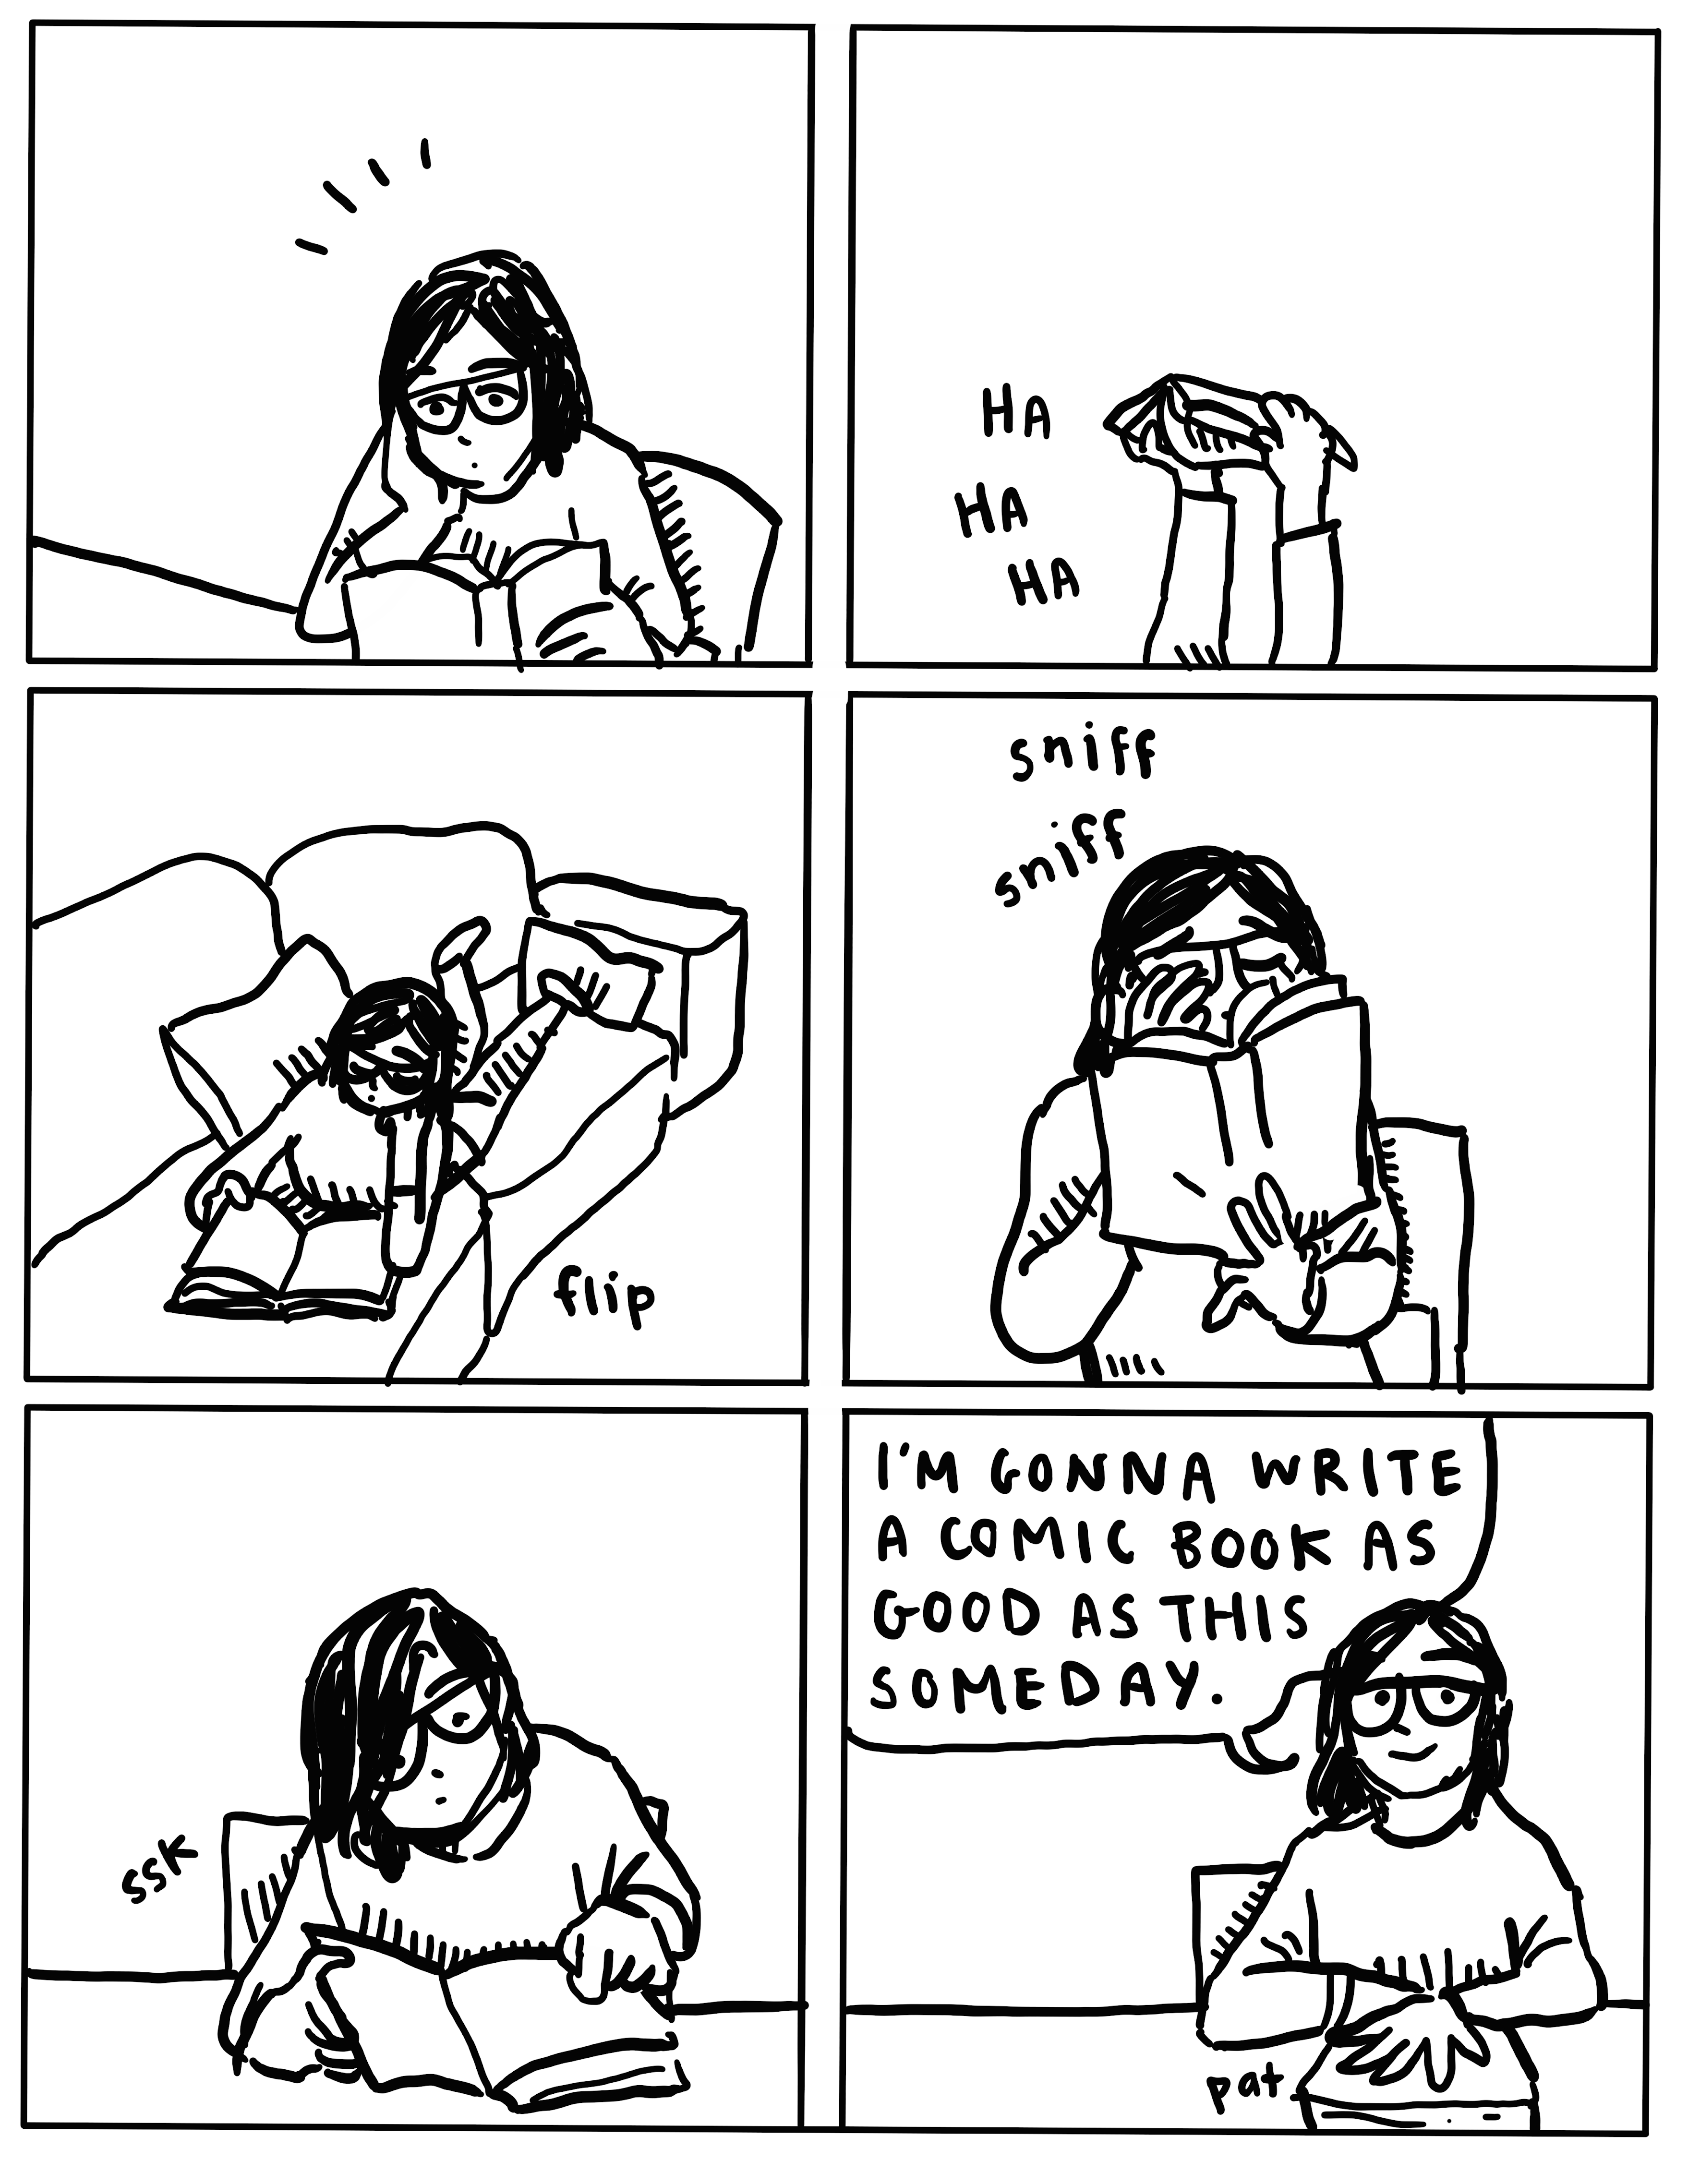 HA
HA
HA
flip
sniff
sniff
ssk
I'M GONNA WRITE
A COMIC BOOK AS
GOOD AS THIS
SOMEDAY.
pat